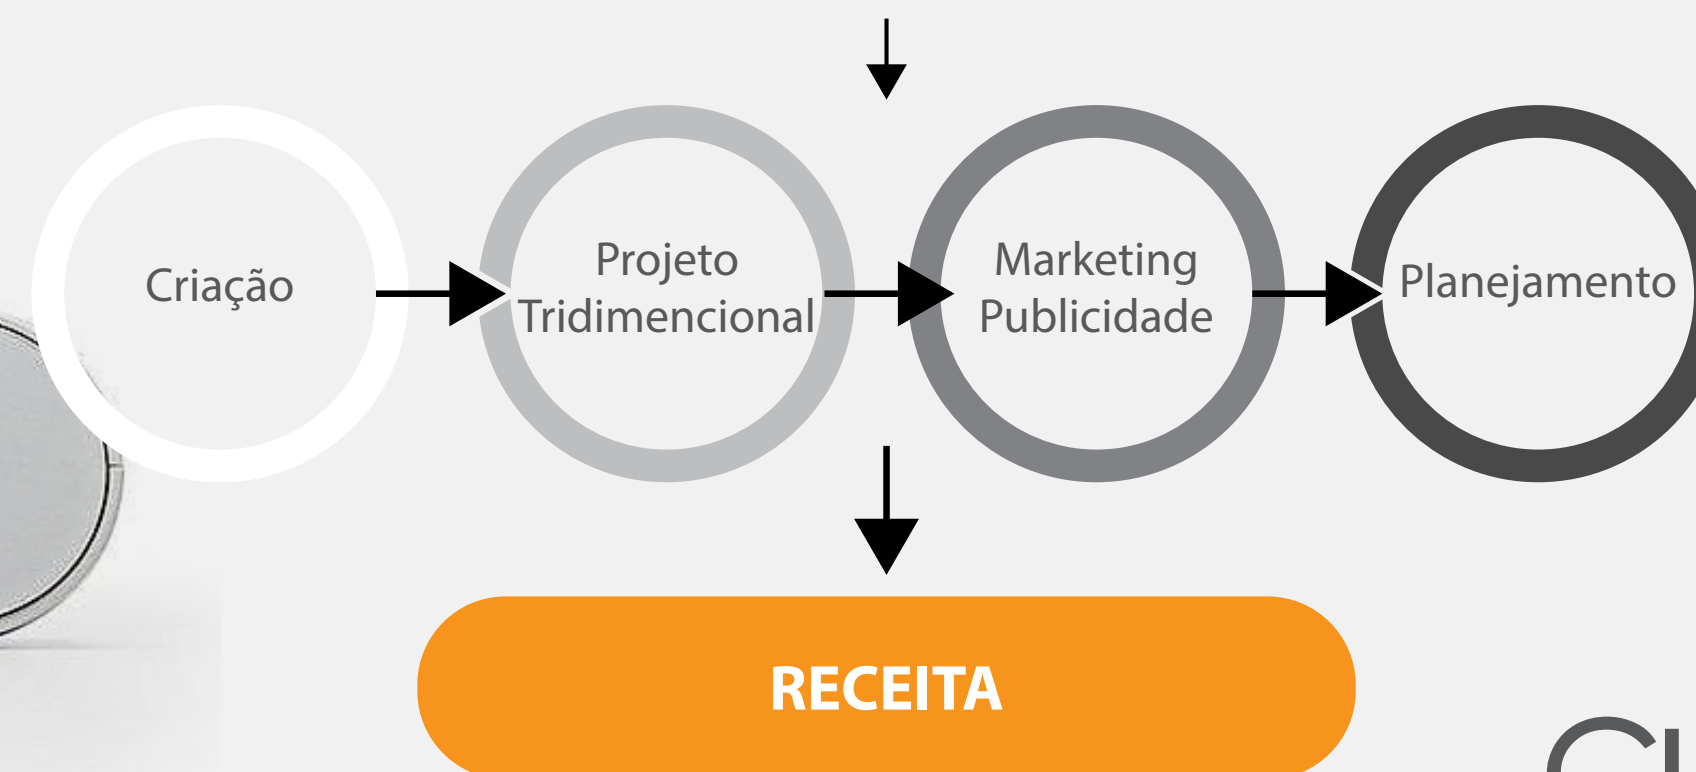 Criação
Projeto
Tridimencional
Marketing
Publicidade
Planejamento
RECEITA